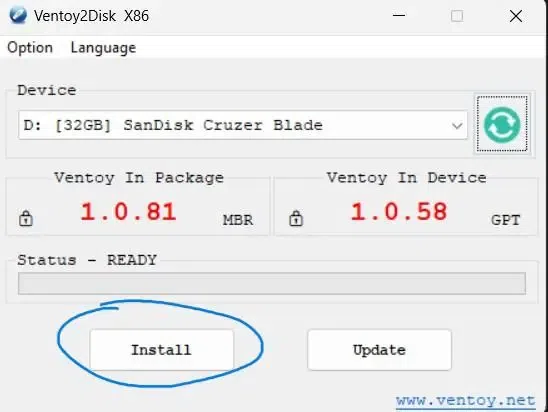 Ventoy2Disk X86
Option Language
Device
D: [32GB] SanDisk Cruzer Blade
Ventoy In Package
Ventoy In Device
1.0.81 MBR
1.0.58 GPT
Status - READY
Install
Update
www.ventoy.net